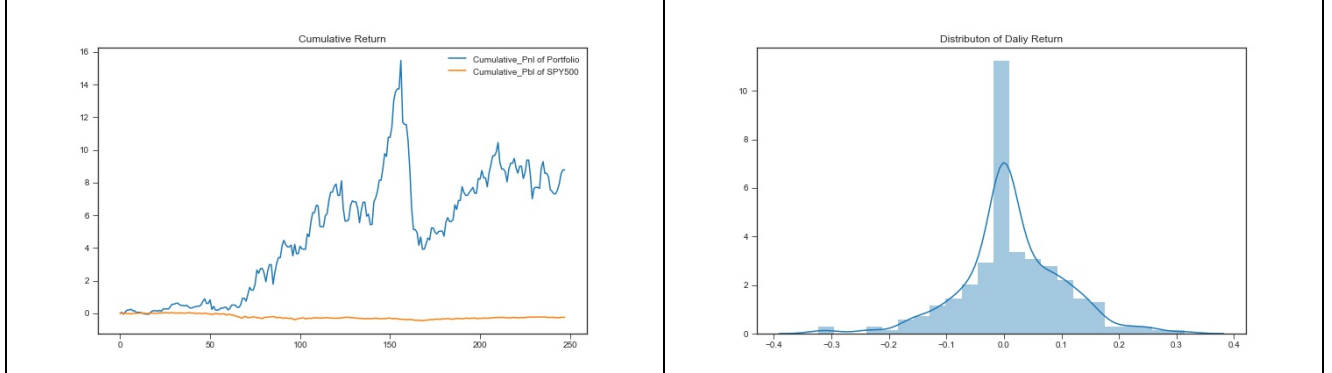 Cumulative Return
Cumulative_Pnl of Portfolio
Cumulative_Pbl of SPY500
16
14
12
10
8
6
4
2
0
0 50 100 150 200 250
Distributon of Daliy Return
10
8
6
4
2
0
−0.4 −0.3 −0.2 −0.1 0.0 0.1 0.2 0.3 0.4